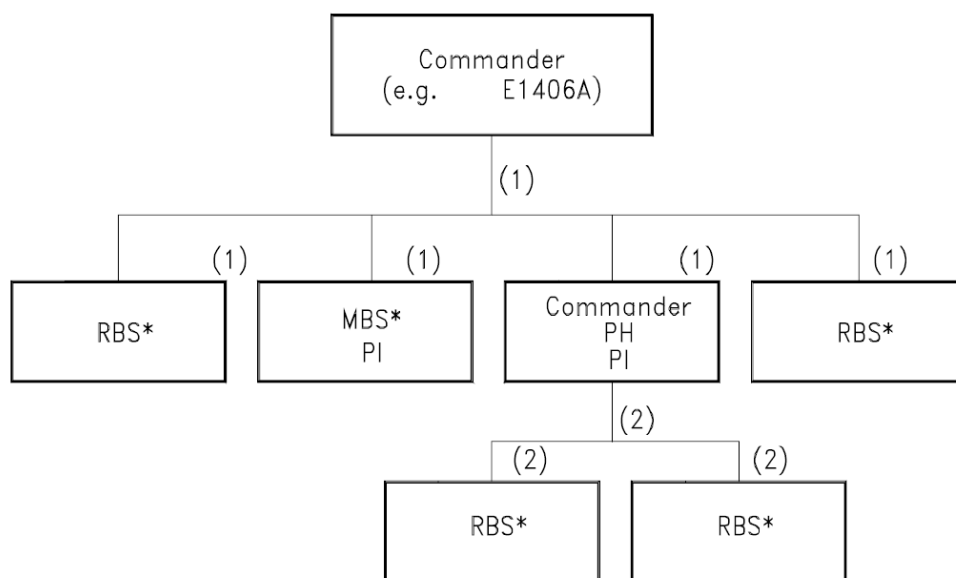 Commander
(e.g. E1406A)
(1)
(1)
(1)
(1)
(1)
RBS*
MBS*
PI
Commander
PH
PI
RBS*
(2)
(2)
(2)
RBS*
RBS*